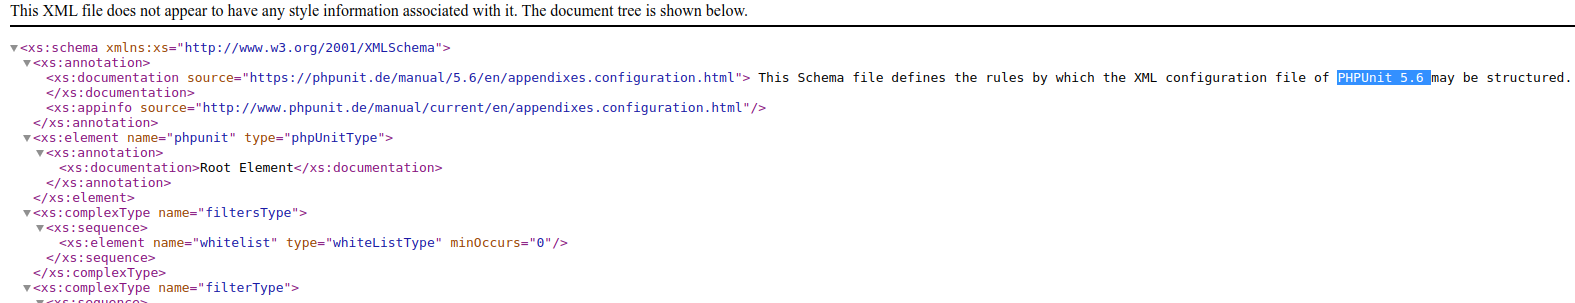 This XML file does not appear to have any style information associated with it. The document tree is shown below.
▼<xs:schema xmlns:xs="http://www.w3.org/2001/XMLSchema">
▼<xs:annotation>
<xs:documentation source="https://phpunit.de/manual/5.6/en/appendixes.configuration.html"> This Schema file defines the rules by which the XML configuration file of PHPUnit 5.6 may be structured.
</xs:documentation>
<xs:appinfo source="http://www.phpunit.de/manual/current/en/appendixes.configuration.html"/>
</xs:annotation>
▼<xs:element name="phpunit" type="phpUnitType">
▼<xs:annotation>
<xs:documentation>Root Element</xs:documentation>
</xs:annotation>
</xs:element>
▼<xs:complexType name="filtersType">
▼<xs:sequence>
<xs:element name="whitelist" type="whiteListType" minOccurs="0"/>
</xs:sequence>
</xs:complexType>
▼<xs:complexType name="filterType">
▼<xs:sequence>